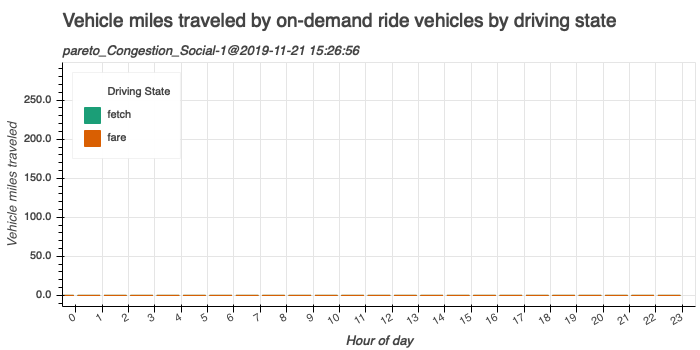 Vehicle miles traveled by on-demand ride vehicles by driving state
pareto_Congestion_Social-1@2019-11-21 15:26:56
Driving State
fetch
fare
Vehicle miles traveled
250.0
200.0
150.0
100.0
50.0
0.0
0 1 2 3 4 5 6 7 8 9 10 11 12 13 14 15 16 17 18 19 20 21 22 23
Hour of day